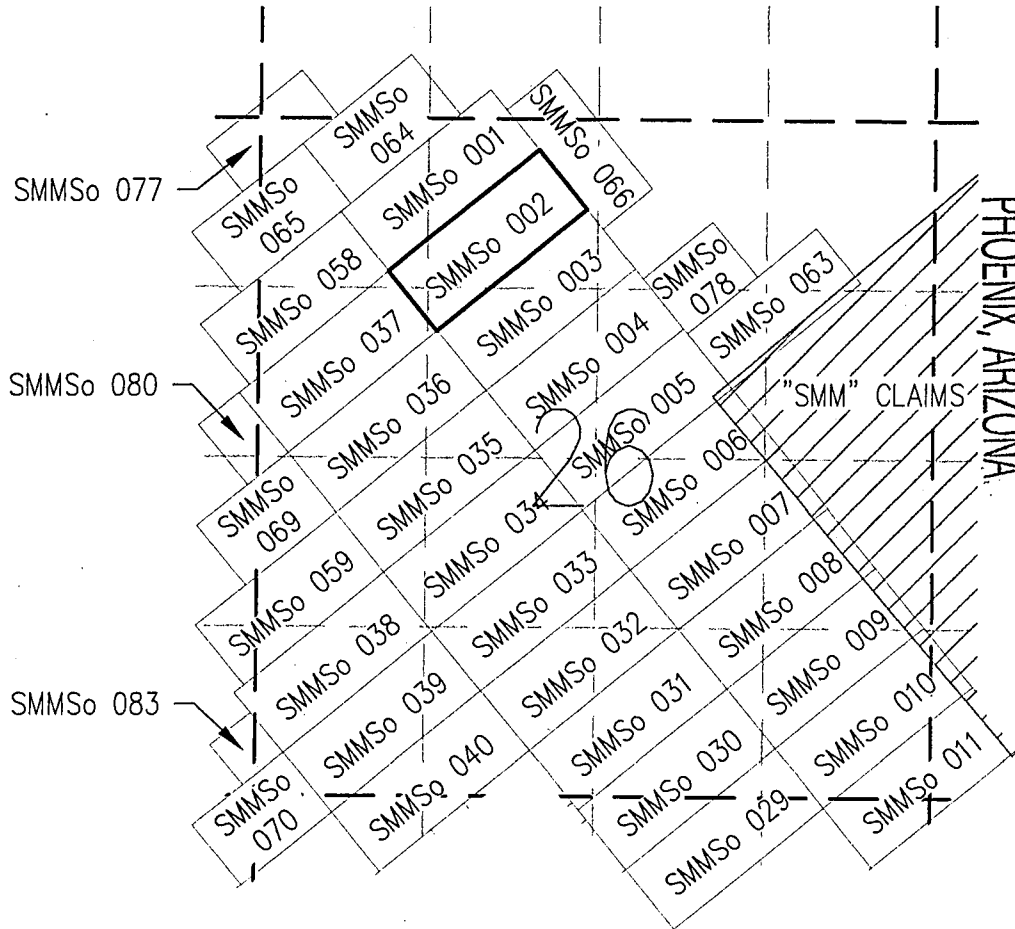 SMMSo 077
SMMSo
064
SMMSo 001
SMMSo 066
SMMSo
065
SMMSo 002
SMMSo 058
SMMSo 003
SMMSo
078
SMMSo 063
SMMSo 037
SMMSo 004
SMMSo 080
SMMSo 036
SMMSo 005
"SMM" CLAIMS
PHOENIX, ARIZONA
SMMSo
069
SMMSo 035
26
SMMSo 006
SMMSo 059
SMMSo 034
SMMSo 007
SMMSo 038
SMMSo 033
SMMSo 008
SMMSo 083
SMMSo 039
SMMSo 032
SMMSo 009
SMMSo
070
SMMSo 040
SMMSo 031
SMMSo 010
SMMSo 030
SMMSo 011
SMMSo 029